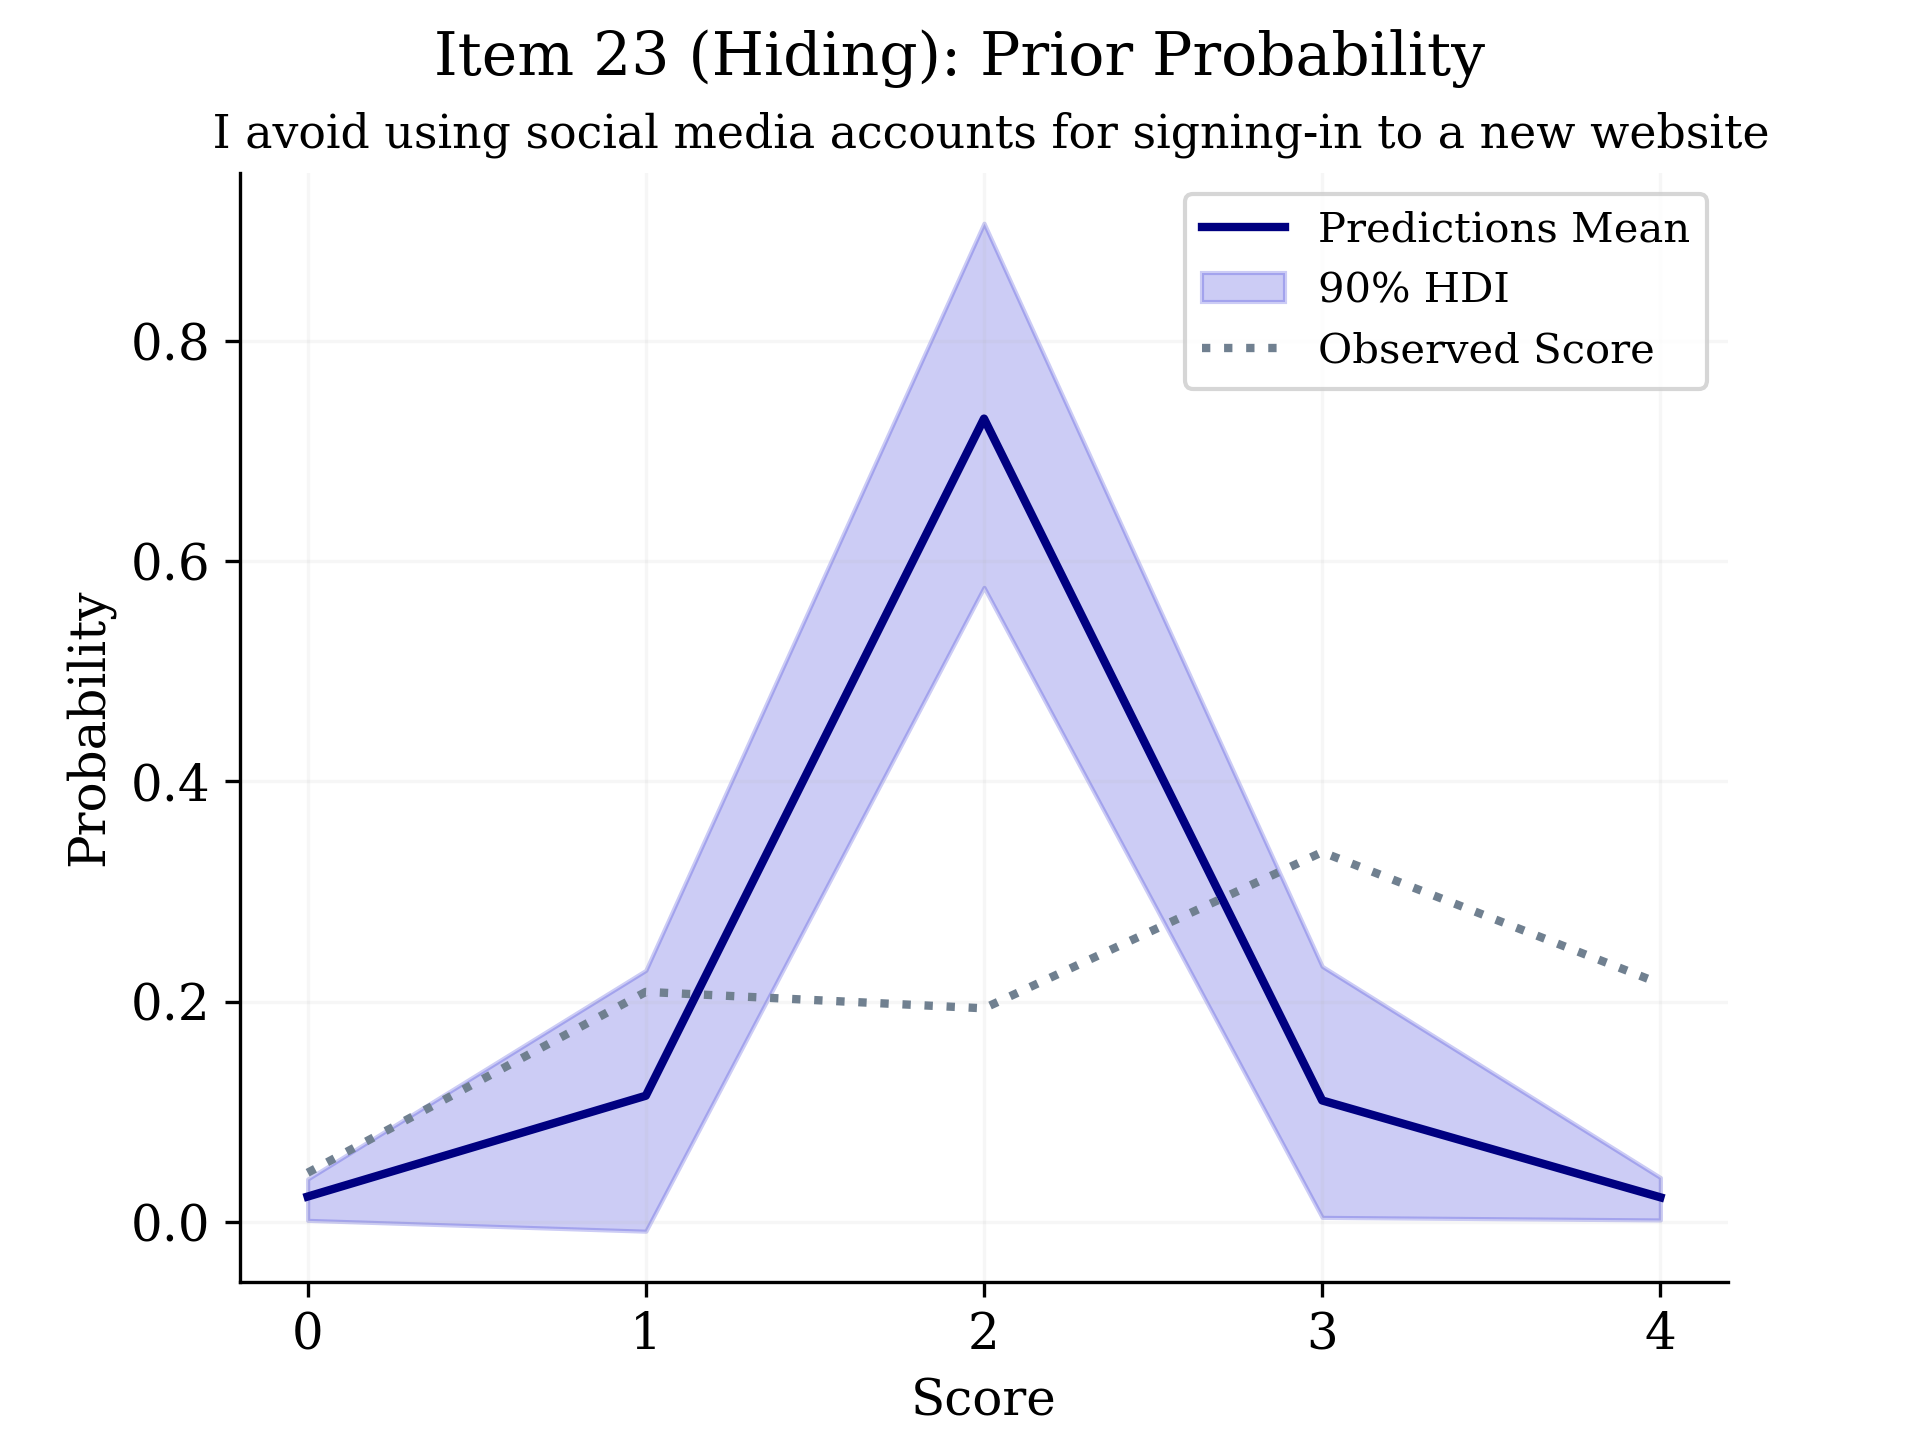 Item 23 (Hiding): Prior Probability
I avoid using social media accounts for signing-in to a new website
Predictions Mean
90% HDI
Observed Score
Probability
0.8
0.6
0.4
0.2
0.0
0 1 2 3 4
Score